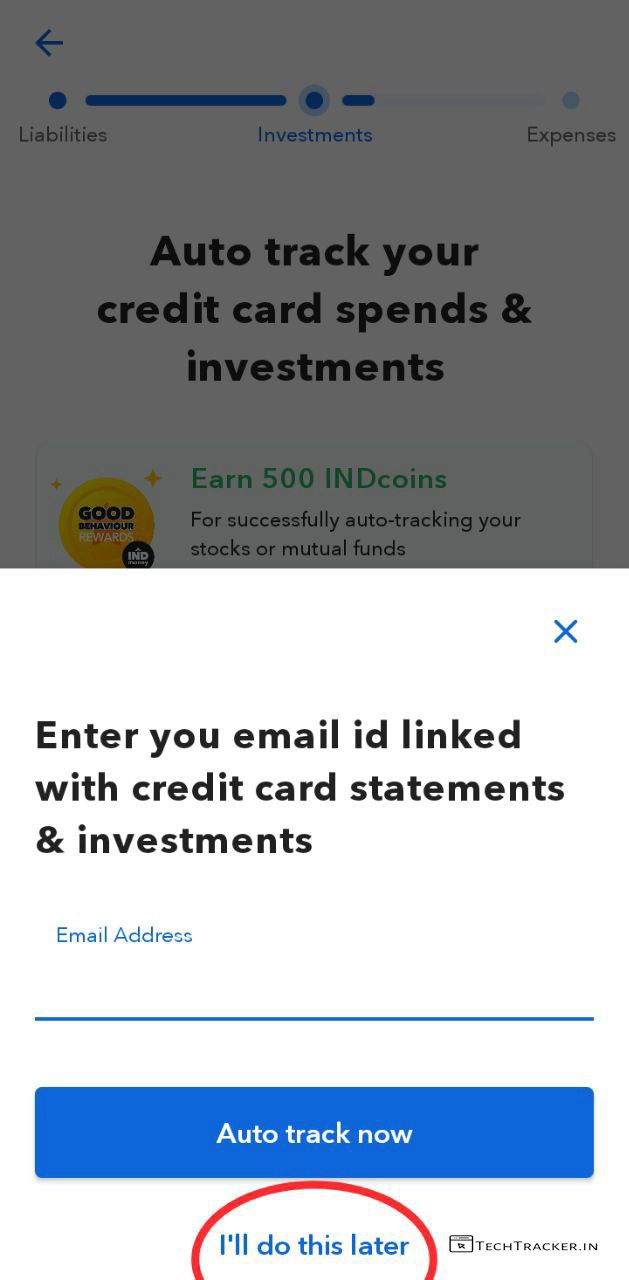 Liabilities
Investments
Expenses
Auto track your
credit card spends &
investments
GOOD
BEHAVIOUR
REWARDS
IND
money
Earn 500 INDcoins
For successfully auto-tracking your
stocks or mutual funds
Enter you email id linked
with credit card statements
& investments
Email Address
Auto track now
I'll do this later
TECHTRACKER.IN